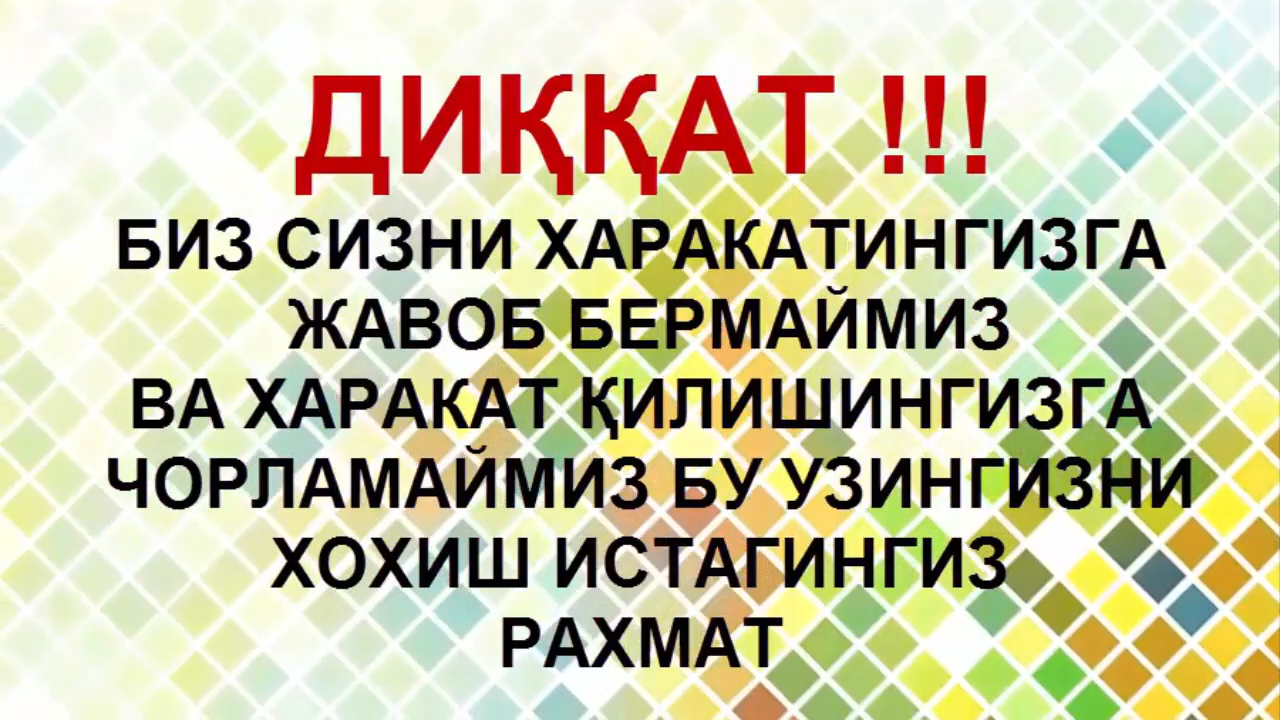 ДИҚҚАТ !!!
БИЗ СИЗНИ ХАРАКАТИНГИЗГА
ЖАВОБ БЕРМАЙМИЗ
ВА ХАРАКАТ ҚИЛИШИНГИЗГА
ЧОРЛАМАЙМИЗ БУ УЗИНГИЗНИ
ХОХИШ ИСТАГИНГИЗ
РАХМАТ